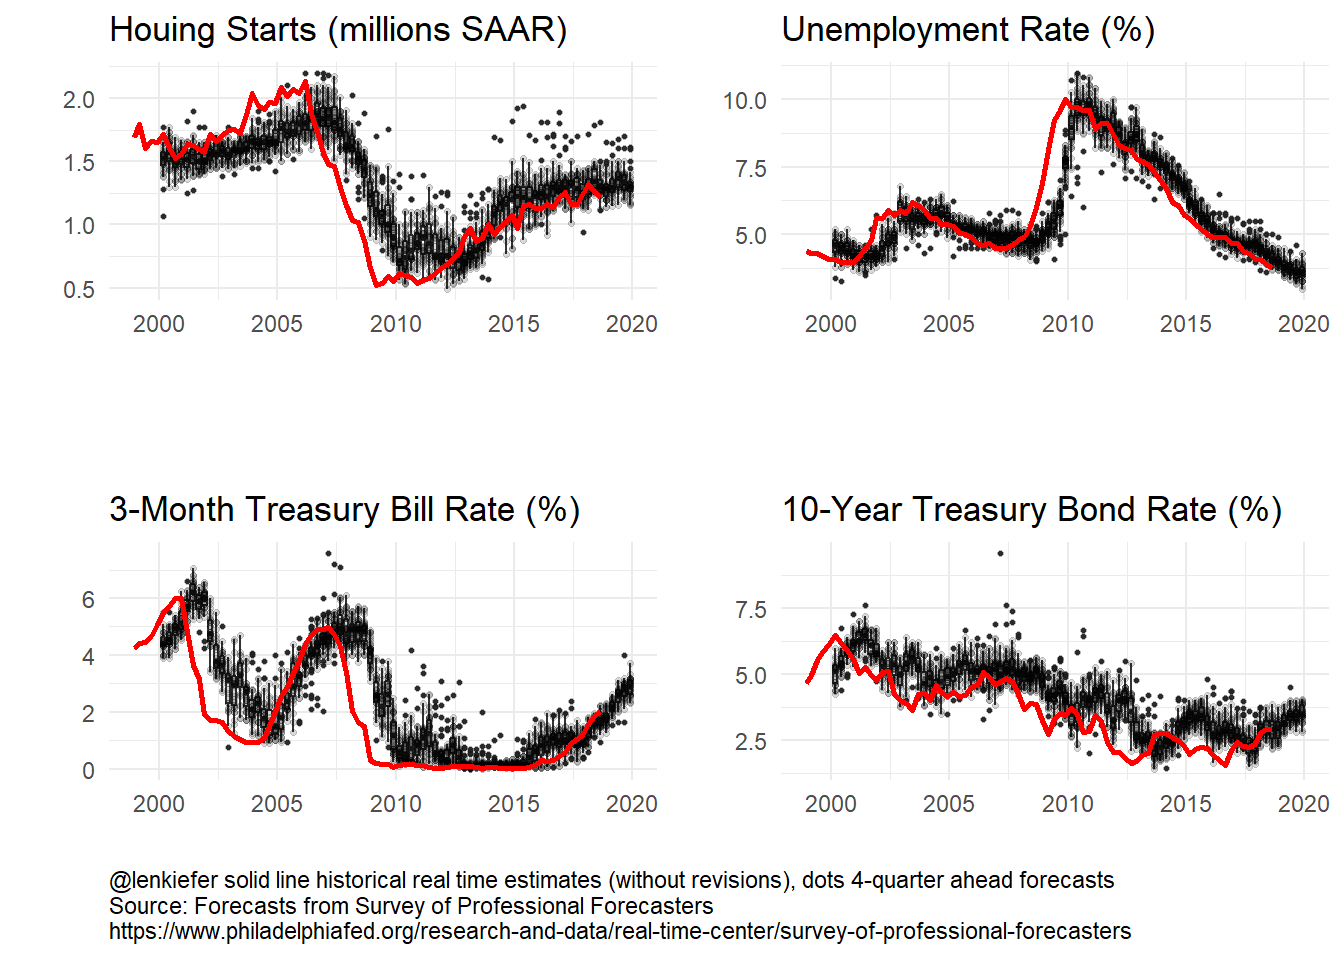 Houing Starts (millions SAAR)
2.0
1.5
1.0
0.5
2000 2005 2010 2015 2020
Unemployment Rate (%)
10.0
7.5
5.0
2000 2005 2010 2015 2020
3-Month Treasury Bill Rate (%)
6
4
2
0
2000 2005 2010 2015 2020
10-Year Treasury Bond Rate (%)
7.5
5.0
2.5
2000 2005 2010 2015 2020
@lenkiefer solid line historical real time estimates (without revisions), dots 4-quarter ahead forecasts
Source: Forecasts from Survey of Professional Forecasters
https://www.philadelphiafed.org/research-and-data/real-time-center/survey-of-professional-forecasters